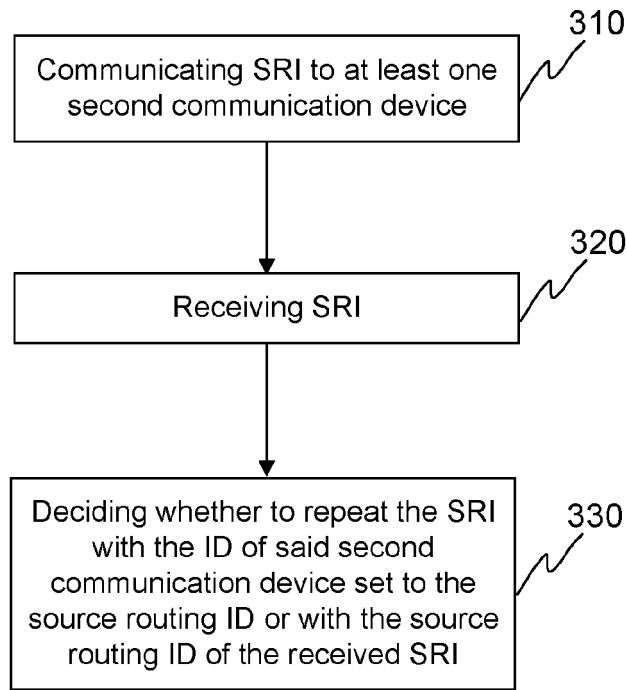 310
Communicating SRI to at least one
second communication device
320
Receiving SRI
330
Deciding whether to repeat the SRI
with the ID of said second
communication device set to the
source routing ID or with the source
routing ID of the received SRI